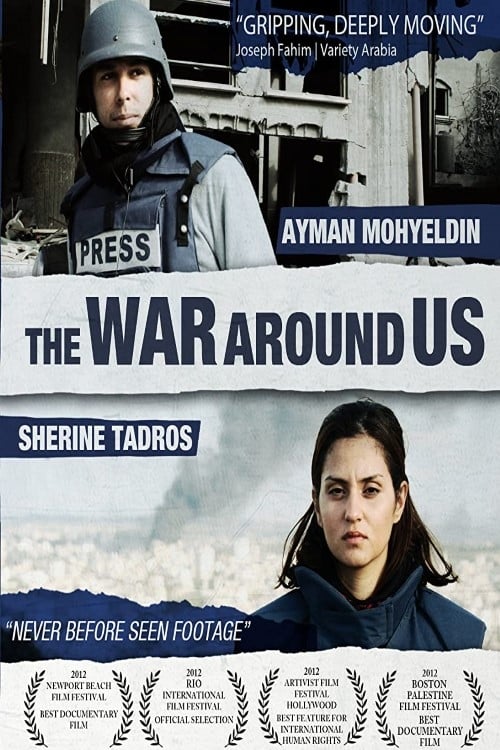 "GRIPPING, DEEPLY MOVING"
Joseph Fahim | Variety Arabia
AYMAN MOHYELDIN
PRESS
THE WAR AROUND US
SHERINE TADROS
"NEVER BEFORE SEEN FOOTAGE"
2012
NEWPORT BEACH
FILM FESTIVAL
BEST DOCUMENTARY
FILM
2012
RIO
INTERNATIONAL
FILM FESTIVAL
OFFICIAL SELECTION
2012
ARTIVIST FILM
FESTIVAL
HOLLYWOOD
BEST FEATURE FOR
INTERNATIONAL
HUMAN RIGHTS
2012
BOSTON
PALESTINE FILM
FESTIVAL
BEST
DOCUMENTARY
FILM